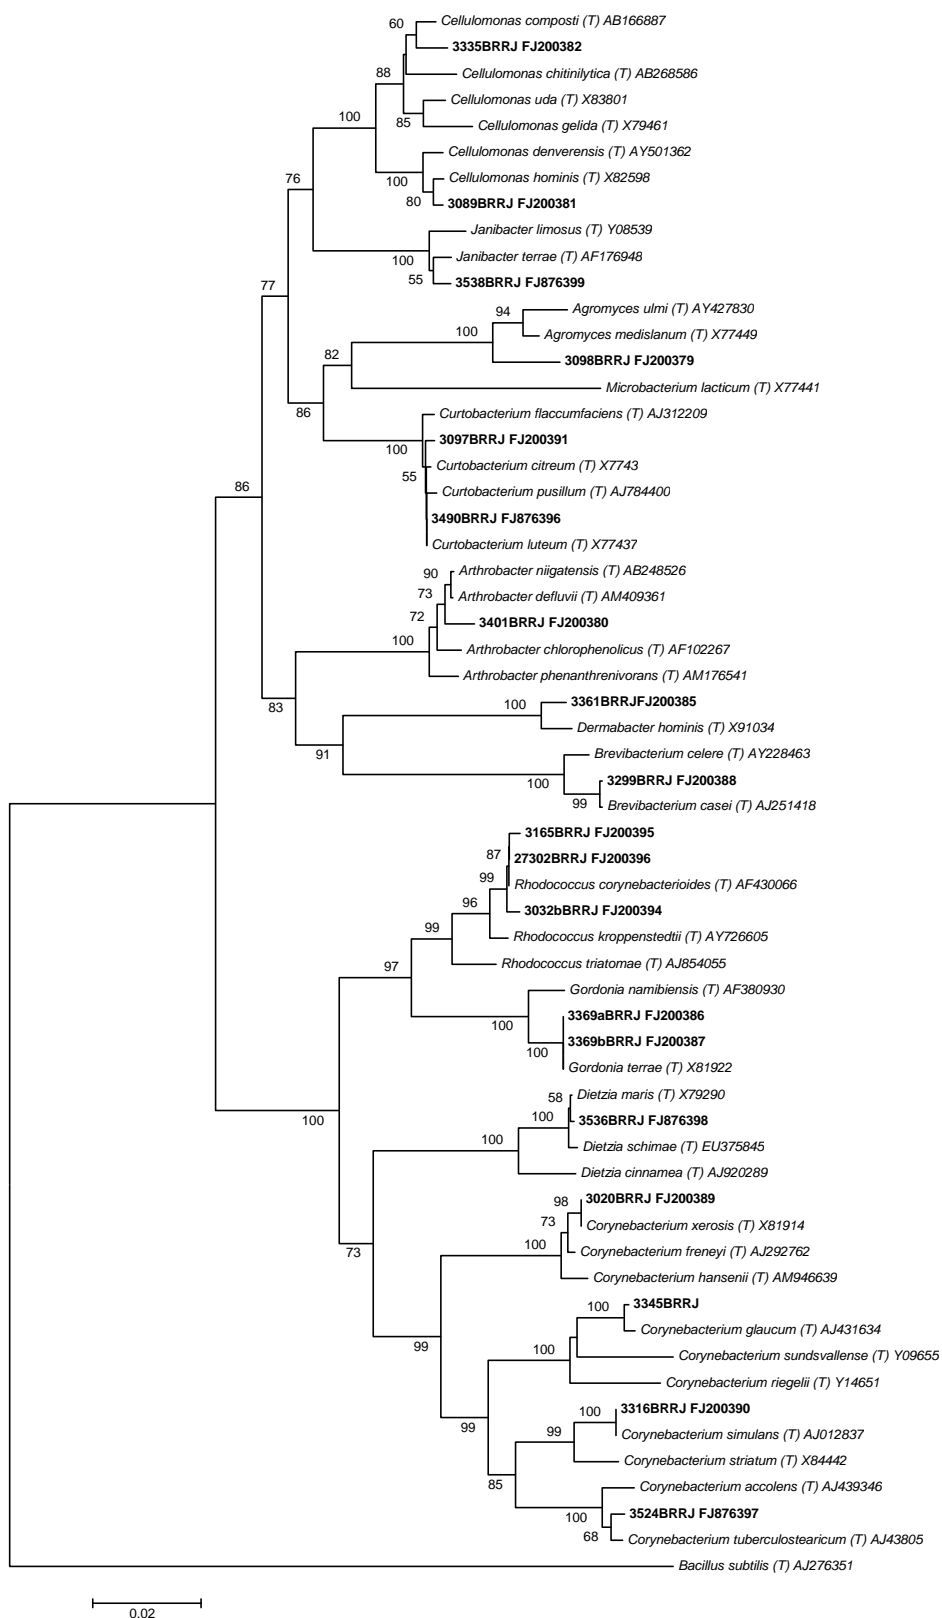 Cellulomonas composti (T) AB166887
60
3335BRRJ FJ200382
Cellulomonas chitinilytica (T) AB268586
88
Cellulomonas uda (T) X83801
100
85
Cellulomonas gelida (T) X79461
Cellulomonas denverensis (T) AY501362
76
100
Cellulomonas hominis (T) X82598
80
3089BRRJ FJ200381
Janibacter limosus (T) Y08539
100
Janibacter terrae (T) AF176948
55
3538BRRJ FJ876399
77
Agromyces ulmi (T) AY427830
94
100
Agromyces medislanum (T) X77449
82
3098BRRJ FJ200379
Microbacterium lacticum (T) X77441
86
Curtobacterium flaccumfaciens (T) AJ312209
100
3097BRRJ FJ200391
Curtobacterium citreum (T) X7743
55
Curtobacterium pusillum (T) AJ784400
86
3490BRRJ FJ876396
Curtobacterium luteum (T) X77437
Arthrobacter niigatensis (T) AB248526
90
73
Arthrobacter defluvii (T) AM409361
72
3401BRRJ FJ200380
100
Arthrobacter chlorophenolicus (T) AF102267
Arthrobacter phenanthrenivorans (T) AM176541
83
100
3361BRRJFJ200385
Dermabacter hominis (T) X91034
91
Brevibacterium celere (T) AY228463
100
3299BRRJ FJ200388
99
Brevibacterium casei (T) AJ251418
3165BRRJ FJ200395
87
27302BRRJ FJ200396
99
Rhodococcus corynebacterioides (T) AF430066
96
3032bBRRJ FJ200394
99
Rhodococcus kroppenstedtii (T) AY726605
97
Rhodococcus triatomae (T) AJ854055
Gordonia namibiensis (T) AF380930
100
3369aBRRJ FJ200386
100
3369bBRRJ FJ200387
Gordonia terrae (T) X81922
58
Dietzia maris (T) X79290
100
100
3536BRRJ FJ876398
100
Dietzia schimae (T) EU375845
Dietzia cinnamea (T) AJ920289
98
3020BRRJ FJ200389
73
Corynebacterium xerosis (T) X81914
73
100
Corynebacterium freneyi (T) AJ292762
Corynebacterium hansenii (T) AM946639
100
3345BRRJ
99
Corynebacterium glaucum (T) AJ431634
100
Corynebacterium sundsvallense (T) Y09655
Corynebacterium riegelii (T) Y14651
100
3316BRRJ FJ200390
99
99
Corynebacterium simulans (T) AJ012837
Corynebacterium striatum (T) X84442
85
Corynebacterium accolens (T) AJ439346
100
3524BRRJ FJ876397
68
Corynebacterium tuberculostearicum (T) AJ43805
Bacillus subtilis (T) AJ276351
0.02